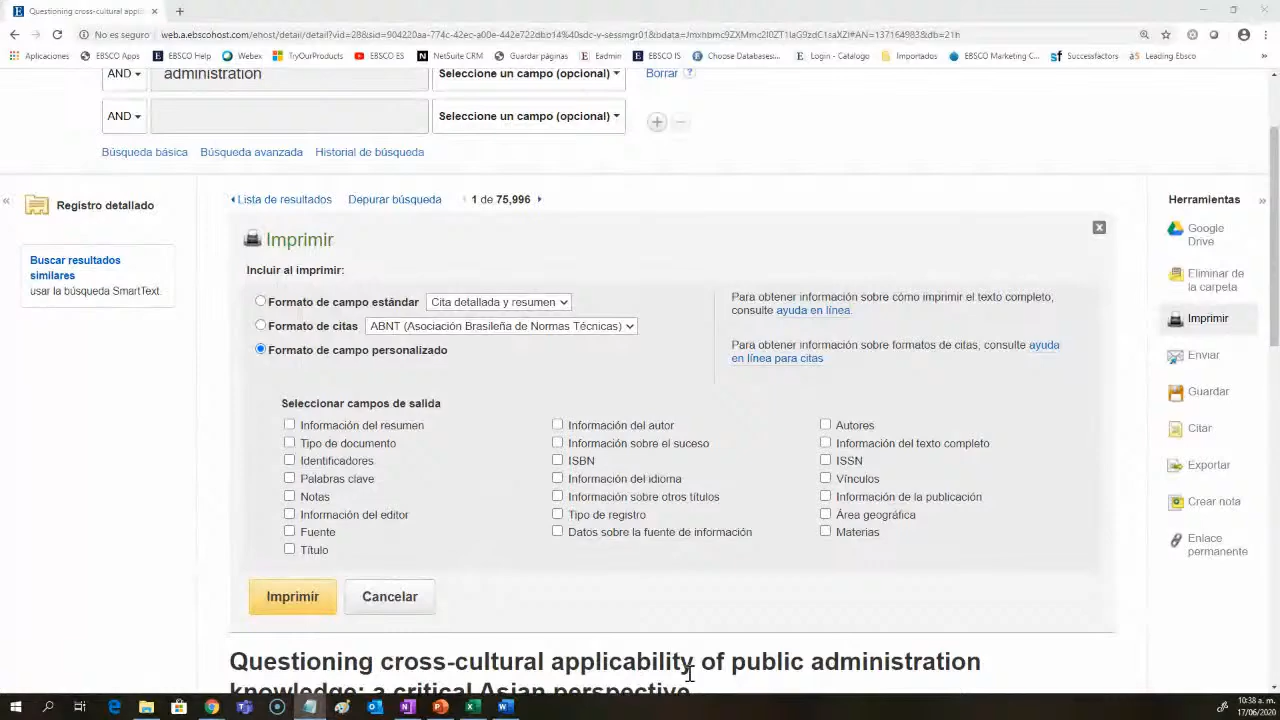 Questioning cross-cultural appli
No es seguro
web.a.ebscohost.com/ehost/detail/detail?vid=28&sid=904220aa-774c-42ec-a00e-442e722dbb14%40sdc-v-sessmgr01&bdata=
Aplicaciones EBSCO Apps EBSCO Help Webex TryOurProducts EBSCO ES NetSuite CRM Guardar páginas Eadmin EBSCO IS Choose Databases... Login - Catalogo Importados EBSCO Marketing C... Successfactors Leading Ebsco
AND administration Seleccione un campo (opcional) Borrar ?
AND Seleccione un campo (opcional)
Búsqueda básica Búsqueda avanzada Historial de búsqueda
Registro detallado
Buscar resultados
similares
usar la búsqueda SmartText.
Lista de resultados Depurar búsqueda 1 de 75,996
Imprimir
Incluir al imprimir:
Formato de campo estándar Cita detallada y resumen
Formato de citas ABNT (Asociación Brasileña de Normas Técnicas)
Formato de campo personalizado
Para obtener información sobre cómo imprimir el texto completo,
consulte ayuda en línea.
Para obtener información sobre formatos de citas, consulte ayuda
en línea para citas
Seleccionar campos de salida
Información del resumen Información del autor Autores
Tipo de documento Información sobre el suceso Información del texto completo
Identificadores ISBN ISSN
Palabras clave Información del idioma Vínculos
Notas Información sobre otros títulos Información de la publicación
Información del editor Tipo de registro Área geográfica
Fuente Datos sobre la fuente de información Materias
Título
Imprimir Cancelar
Questioning cross-cultural applicability of public administration
knowledge: a critical Asian perspective.
Herramientas
Google
Drive
Eliminar de
la carpeta
Imprimir
Enviar
Guardar
Citar
Exportar
Crear nota
Enlace
permanente
10:38 a. m.
17/06/2020